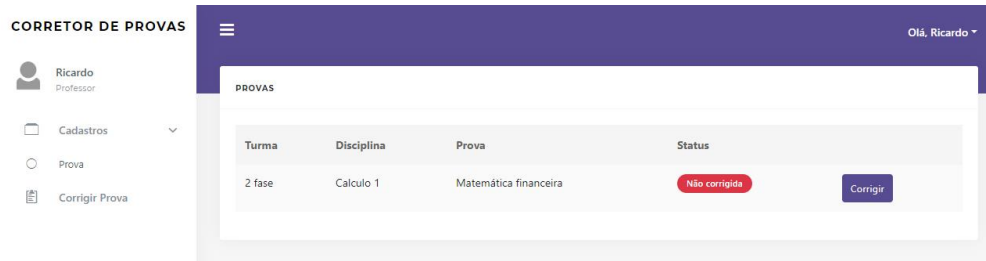 CORRETOR DE PROVAS
Olá, Ricardo
Ricardo
Professor
Cadastros
Prova
Corrigir Prova
PROVAS
Turma Disciplina Prova Status
2 fase Calculo 1 Matemática financeira Não corrigida Corrigir